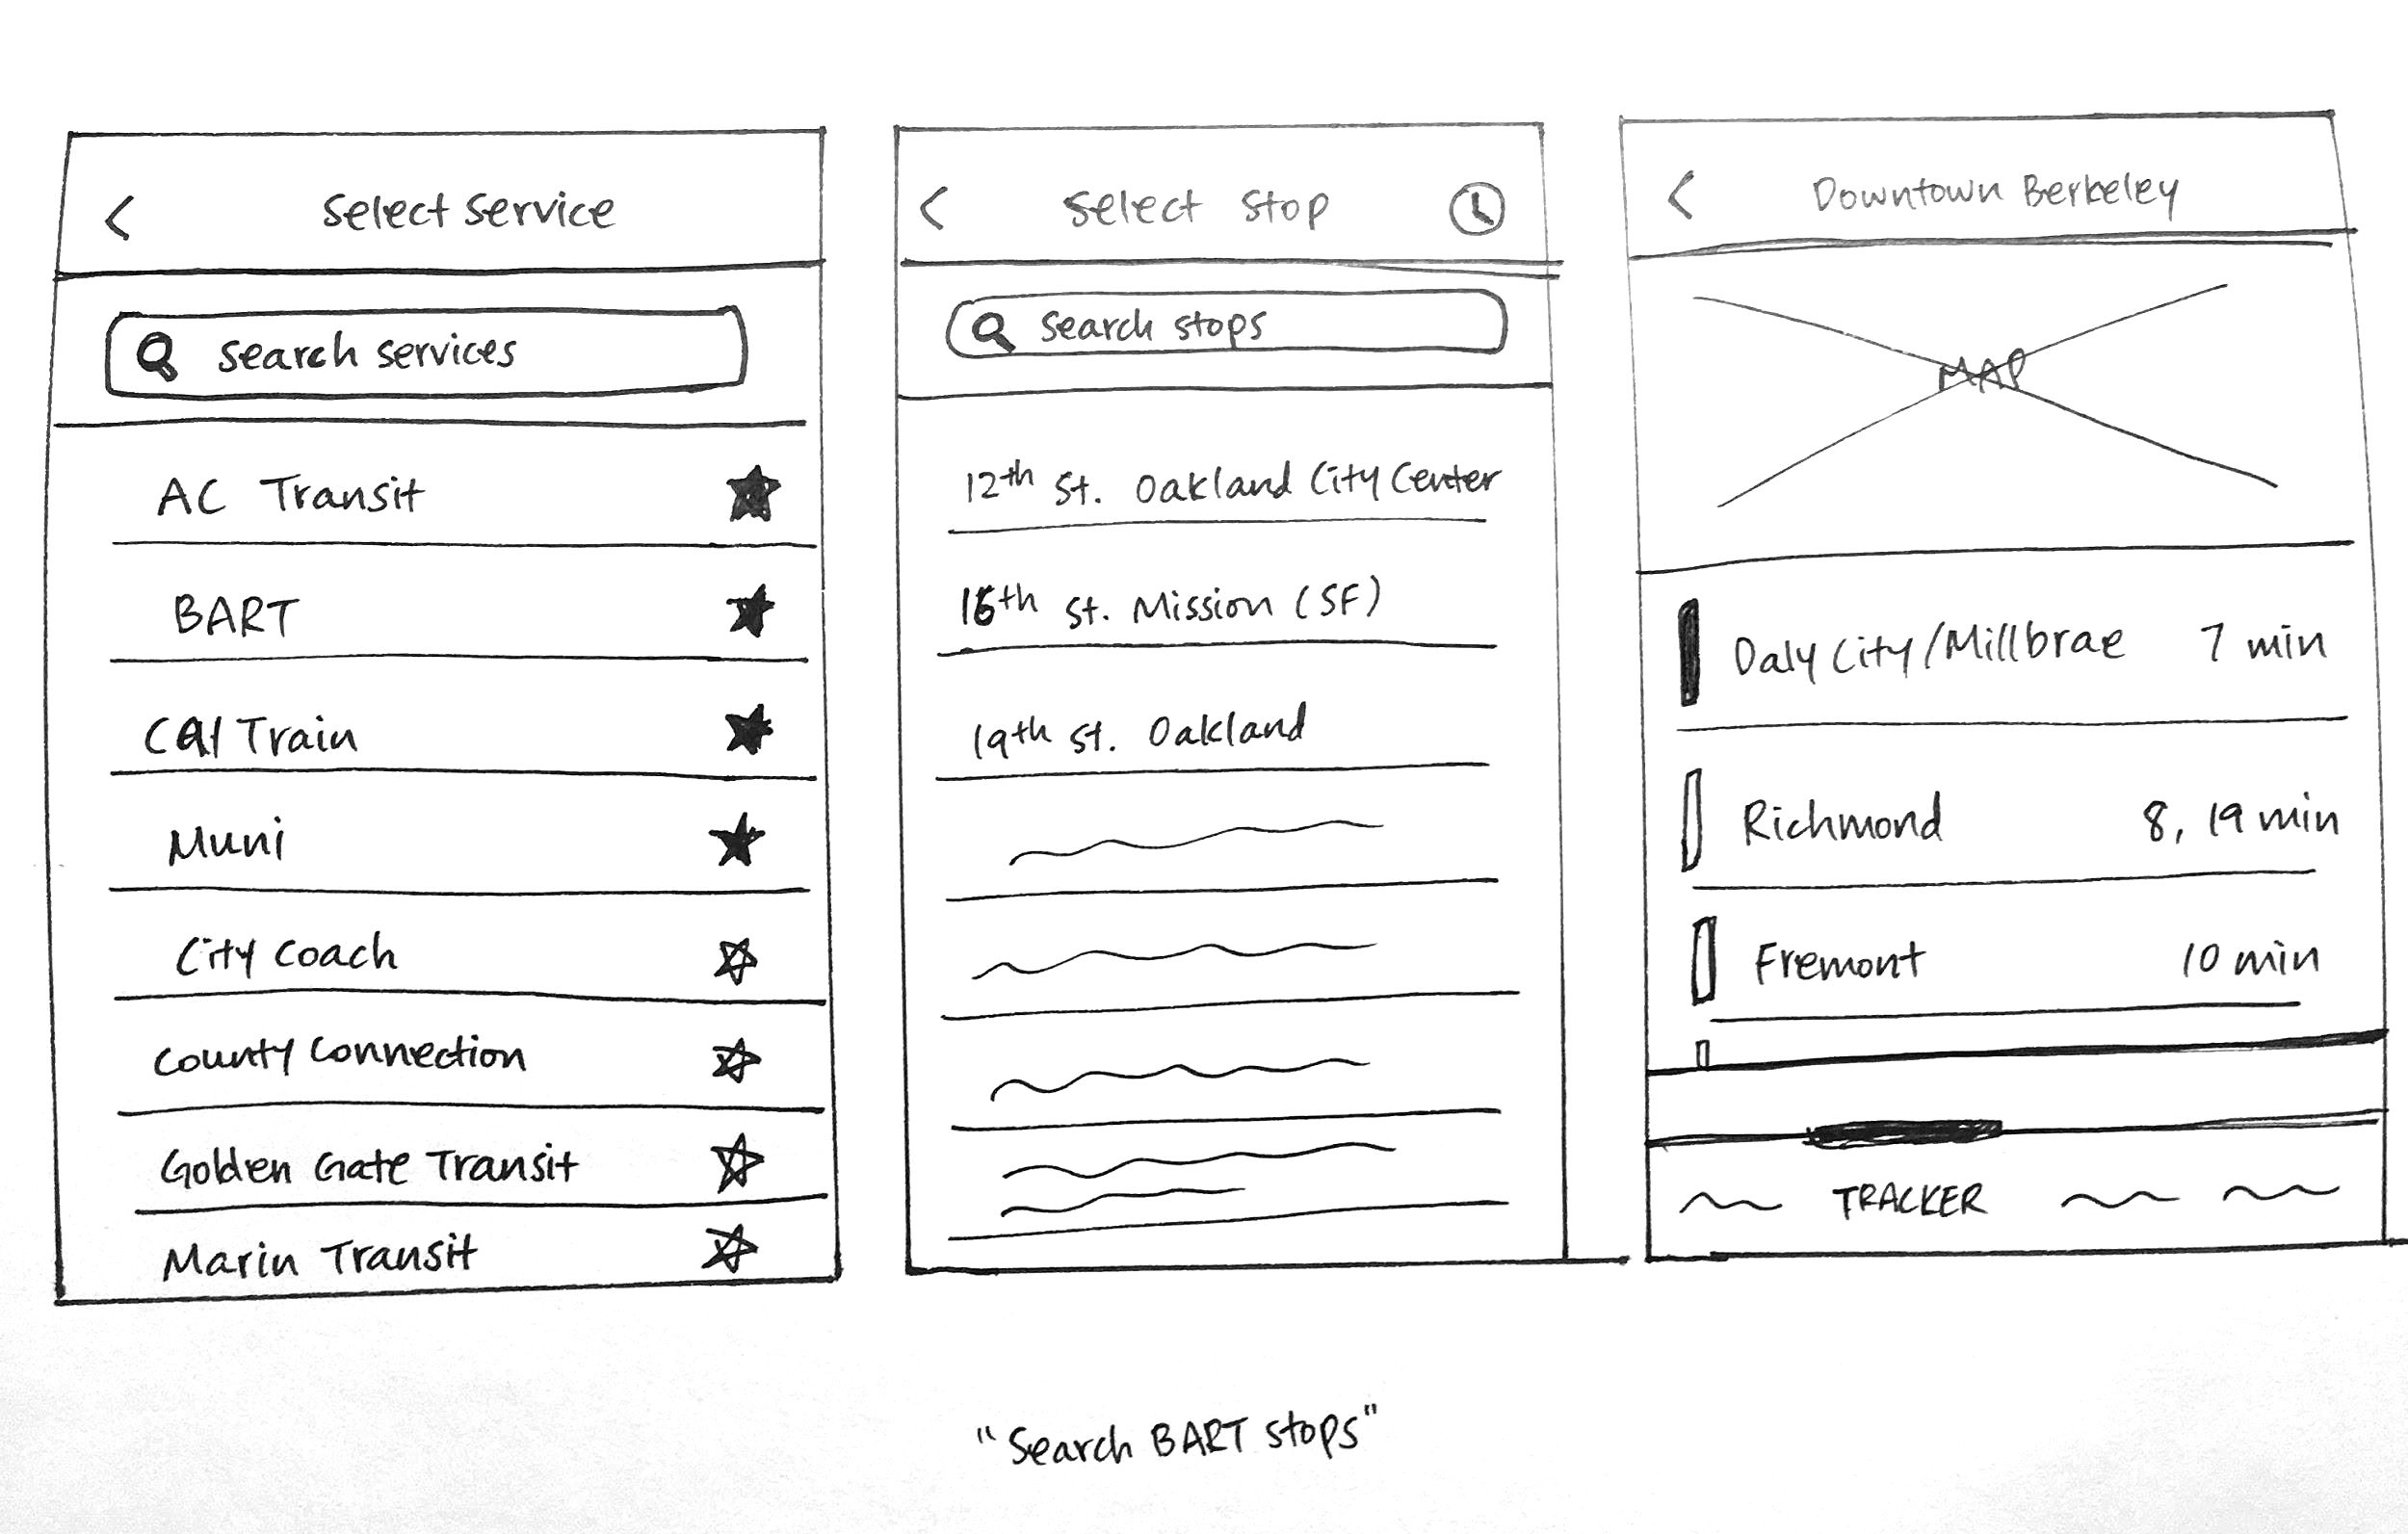 Select Service
Search services
AC Transit
BART
Cal Train
Muni
City Coach
County Connection
Golden Gate Transit
Marin Transit
Select Stop
Search stops
12th St. Oakland City Center
16th St. Mission (SF)
19th St. Oakland
Downtown Berkeley
MAP
Daly City/Millbrae 7 min
Richmond 8, 19 min
Fremont 10 min
TRACKER
"Search BART stops"